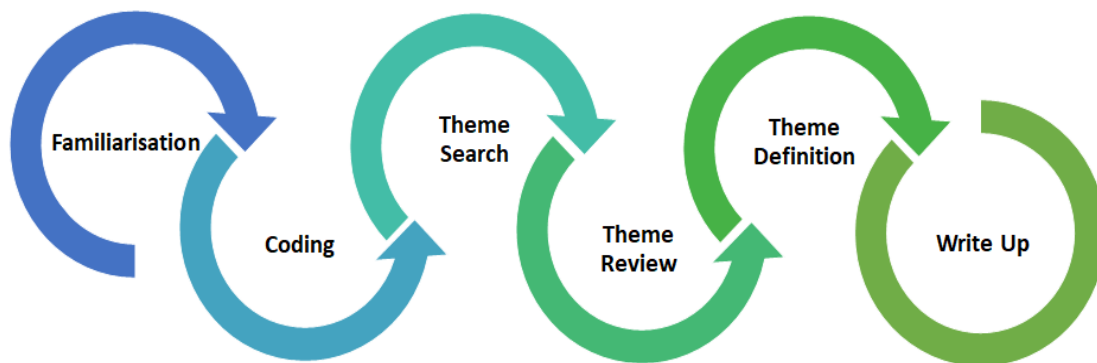 Familiarisation
Coding
Theme
Search
Theme
Review
Theme
Definition
Write Up